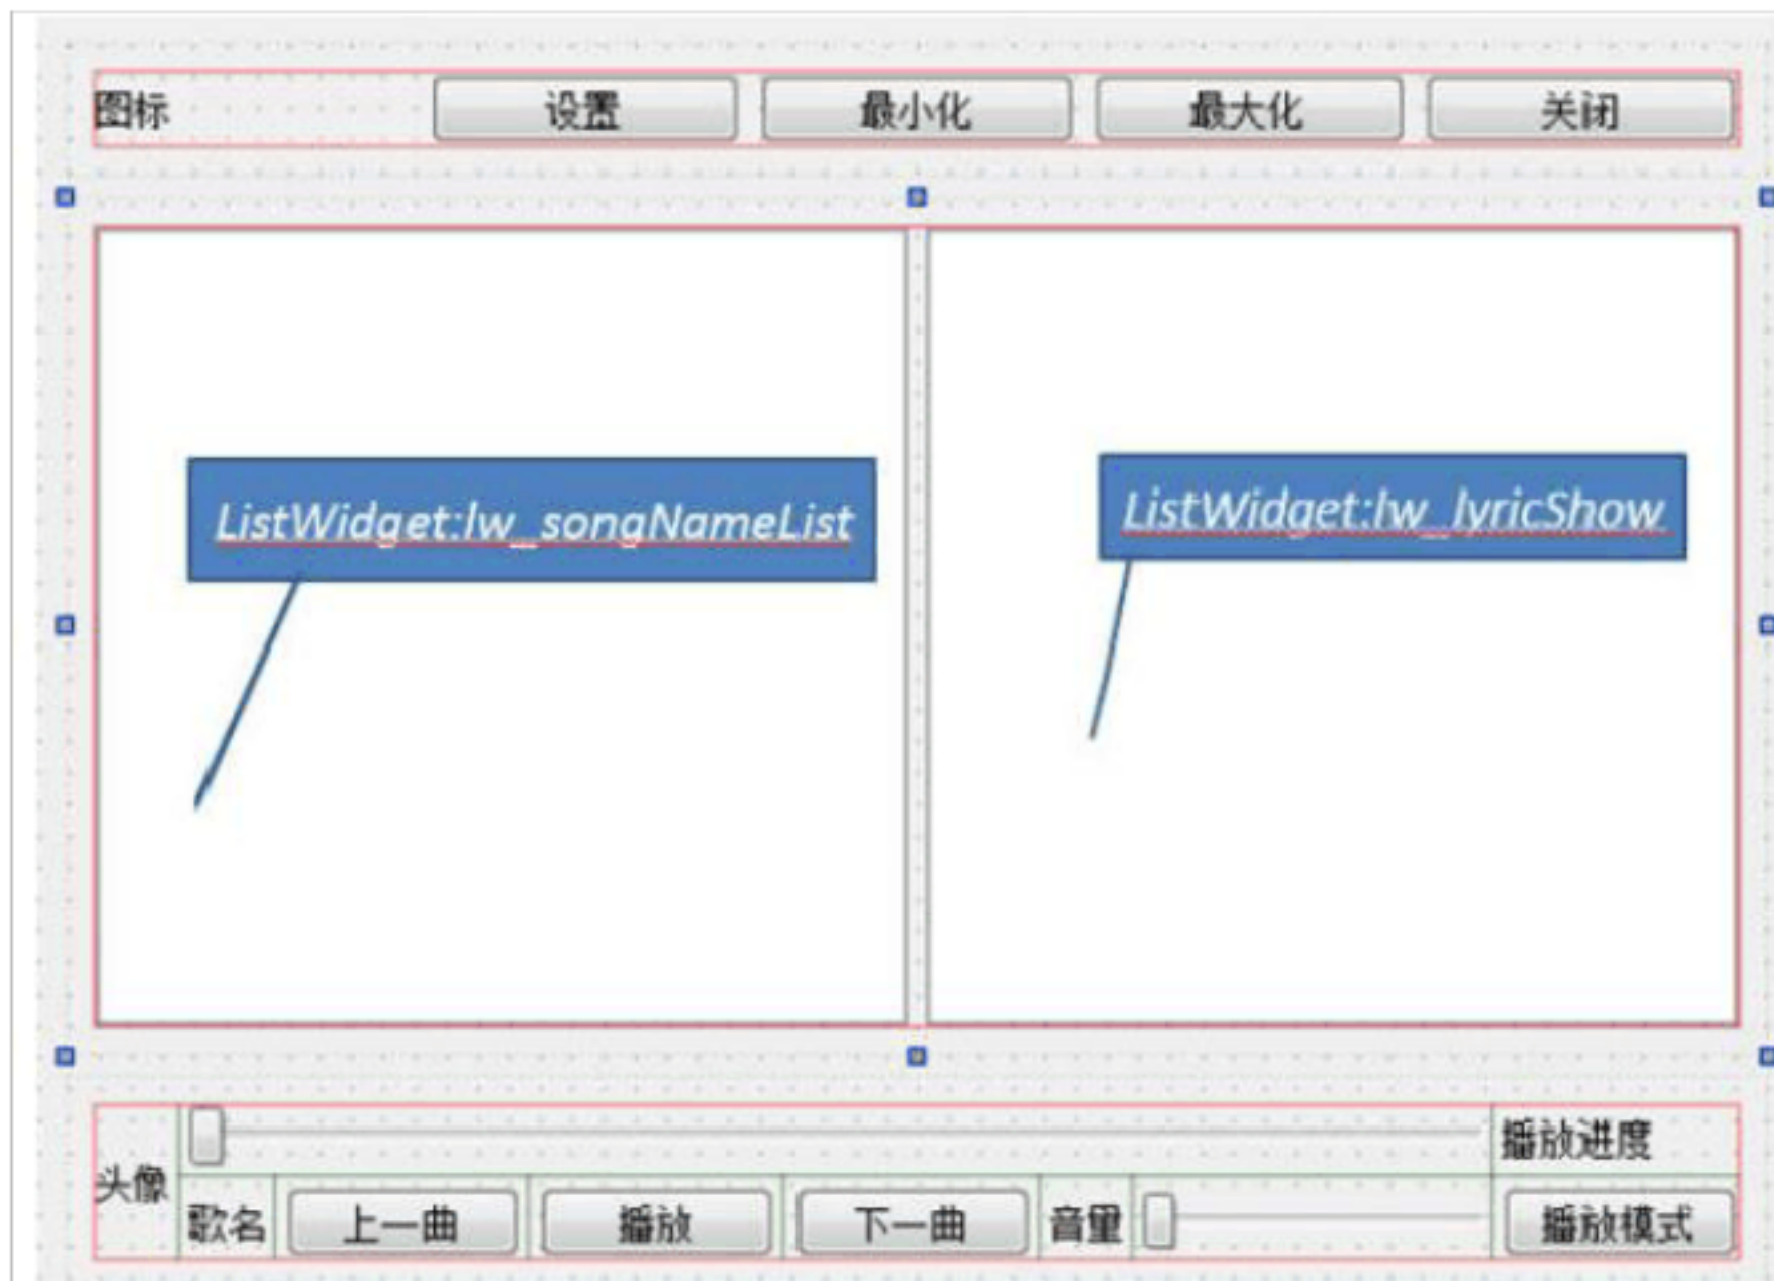 图标 设置 最小化 最大化 关闭
ListWidget:lw_songNameList
ListWidget:lw_lyricShow
播放进度
头像
歌名 上一曲 播放 下一曲 音量 播放模式